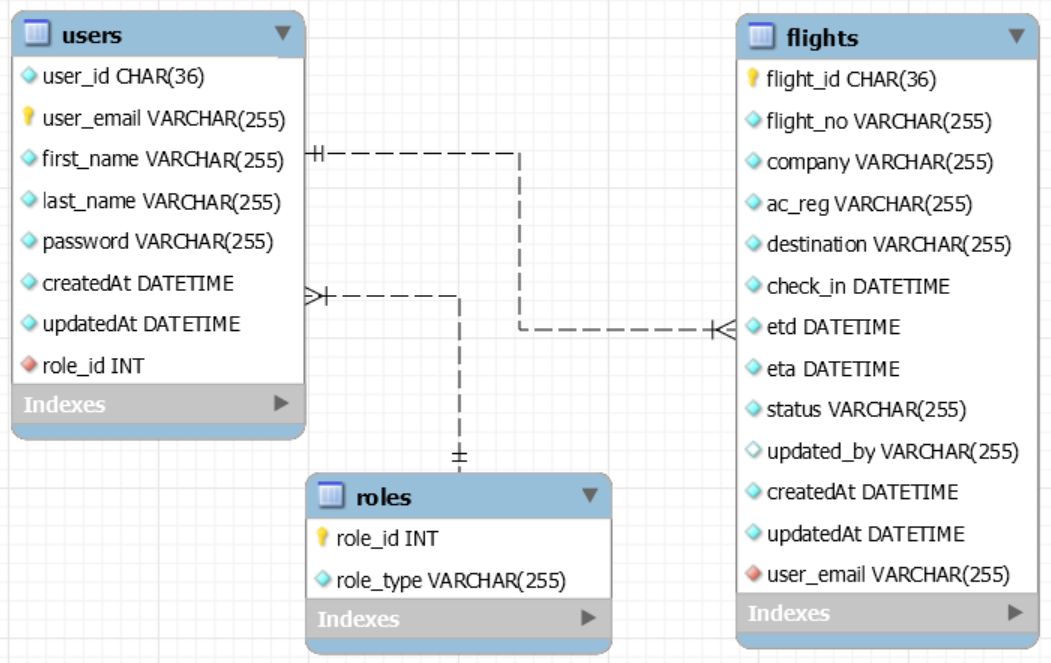 users
user_id CHAR(36)
user_email VARCHAR(255)
first_name VARCHAR(255)
last_name VARCHAR(255)
password VARCHAR(255)
createdAt DATETIME
updatedAt DATETIME
role_id INT
Indexes
flights
flight_id CHAR(36)
flight_no VARCHAR(255)
company VARCHAR(255)
ac_reg VARCHAR(255)
destination VARCHAR(255)
check_in DATETIME
etd DATETIME
eta DATETIME
status VARCHAR(255)
updated_by VARCHAR(255)
createdAt DATETIME
updatedAt DATETIME
user_email VARCHAR(255)
Indexes
roles
role_id INT
role_type VARCHAR(255)
Indexes